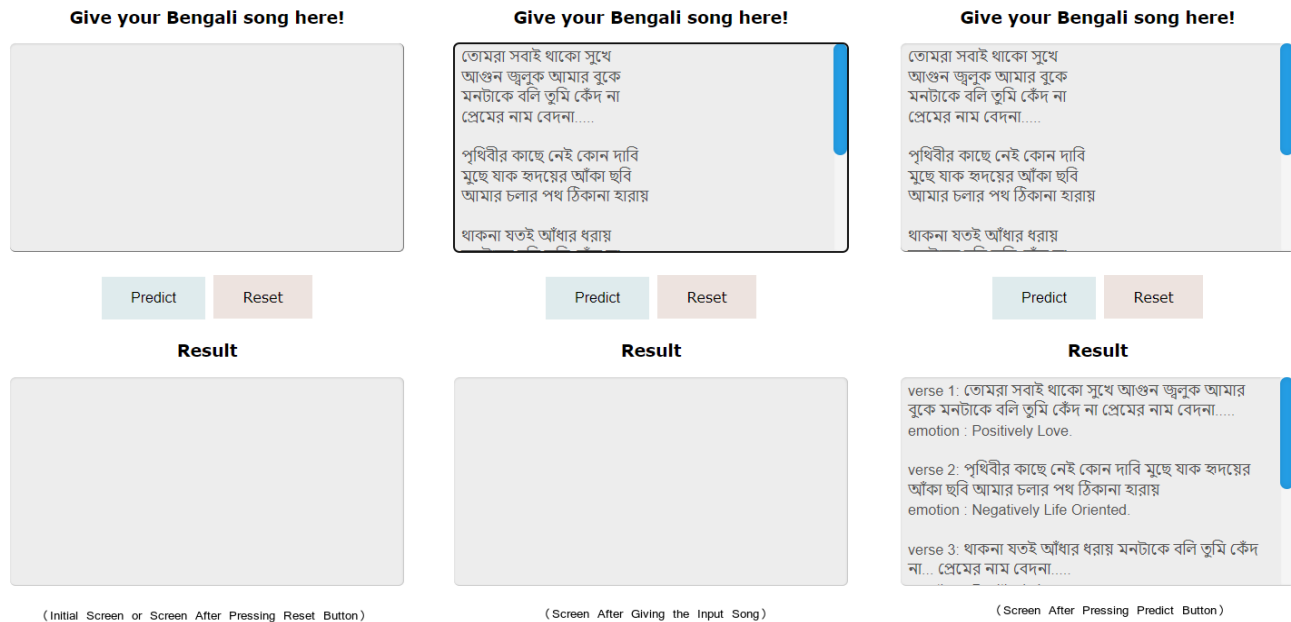 Give your Bengali song here!
Predict
Reset
Result
(Initial Screen or Screen After Pressing Reset Button)
Give your Bengali song here!
তোমরা সবাই থাকো সুখে
আগুন জ্বলুক আমার বুকে
মনটাকে বলি তুমি কেঁদ না
প্রেমের নাম বেদনা.....
পৃথিবীর কাছে নেই কোন দাবি
মুছে যাক হৃদয়ের আঁকা ছবি
আমার চলার পথ ঠিকানা হারায়
থাকনা যতই আঁধার ধরায়
Predict
Reset
Result
(Screen After Giving the Input Song)
Give your Bengali song here!
তোমরা সবাই থাকো সুখে
আগুন জ্বলুক আমার বুকে
মনটাকে বলি তুমি কেঁদ না
প্রেমের নাম বেদনা.....
পৃথিবীর কাছে নেই কোন দাবি
মুছে যাক হৃদয়ের আঁকা ছবি
আমার চলার পথ ঠিকানা হারায়
থাকনা যতই আঁধার ধরায়
Predict
Reset
Result
verse 1: তোমরা সবাই থাকো সুখে আগুন জ্বলুক আমার
বুকে মনটাকে বলি তুমি কেঁদ না প্রেমের নাম বেদনা.....
emotion : Positively Love.
verse 2: পৃথিবীর কাছে নেই কোন দাবি মুছে যাক হৃদয়ের
আঁকা ছবি আমার চলার পথ ঠিকানা হারায়
emotion : Negatively Life Oriented.
verse 3: থাকনা যতই আঁধার ধরায় মনটাকে বলি তুমি কেঁদ
না... প্রেমের নাম বেদনা.....
(Screen After Pressing Predict Button)